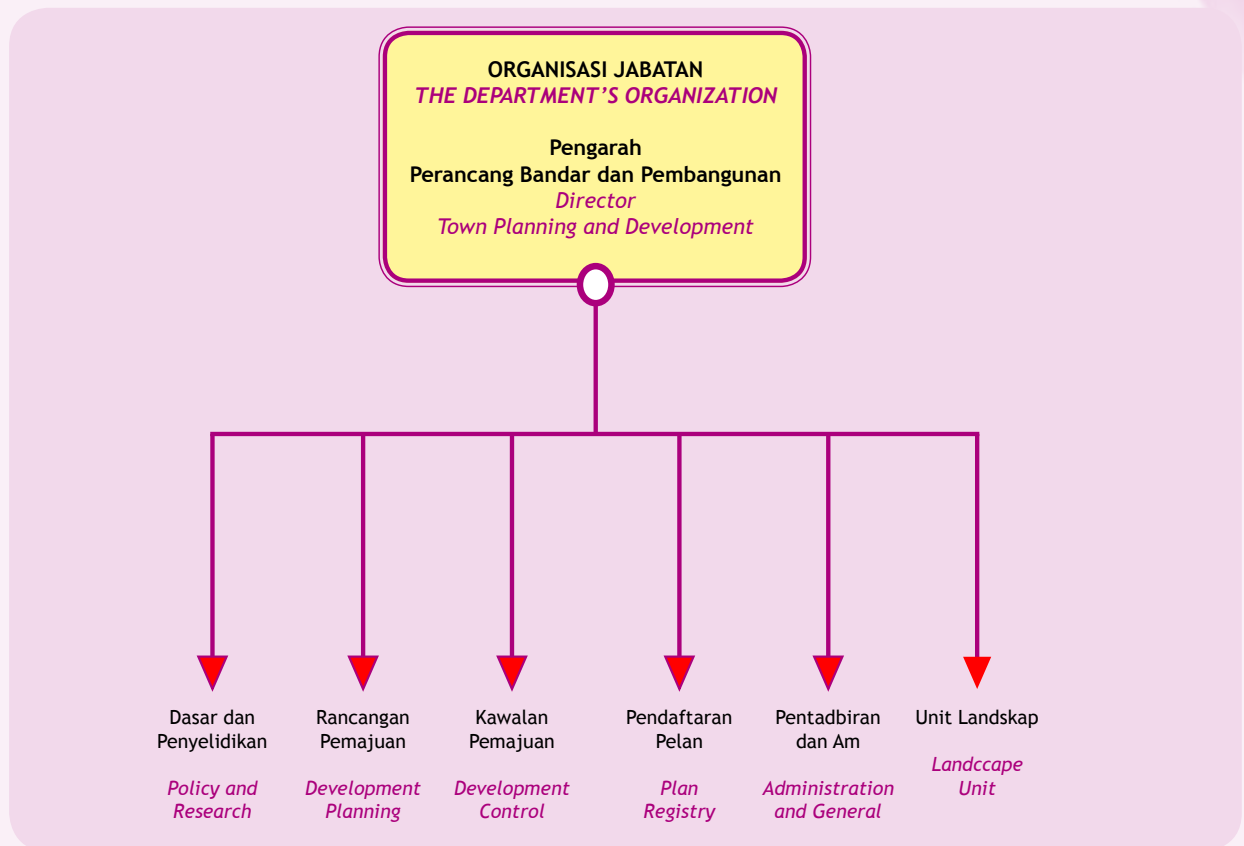 ORGANISASI JABATAN
THE DEPARTMENT'S ORGANIZATION
Pengarah
Perancang Bandar dan Pembangunan
Director
Town Planning and Development
Dasar dan
Penyelidikan
Policy and
Research
Rancangan
Pemajuan
Development
Planning
Kawalan
Pemajuan
Development
Control
Pendaftaran
Pelan
Plan
Registry
Pentadbiran
dan Am
Administration
and General
Unit Landskap
Landccape
Unit